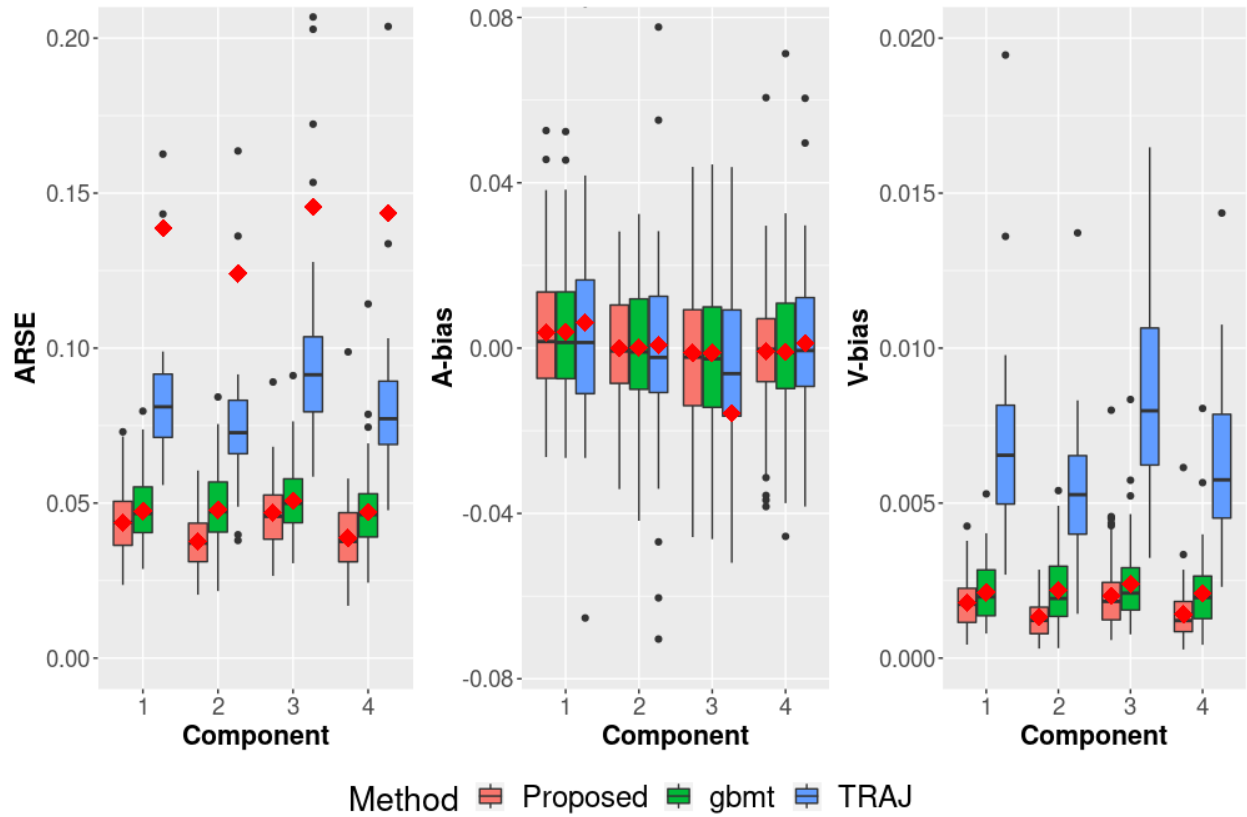 ARSE
0.20
0.15
0.10
0.05
0.00
1 2 3 4
Component
A-bias
0.08
0.04
0.00
-0.04
-0.08
1 2 3 4
Component
V-bias
0.020
0.015
0.010
0.005
0.000
1 2 3 4
Component
Method Proposed gbmt TRAJ